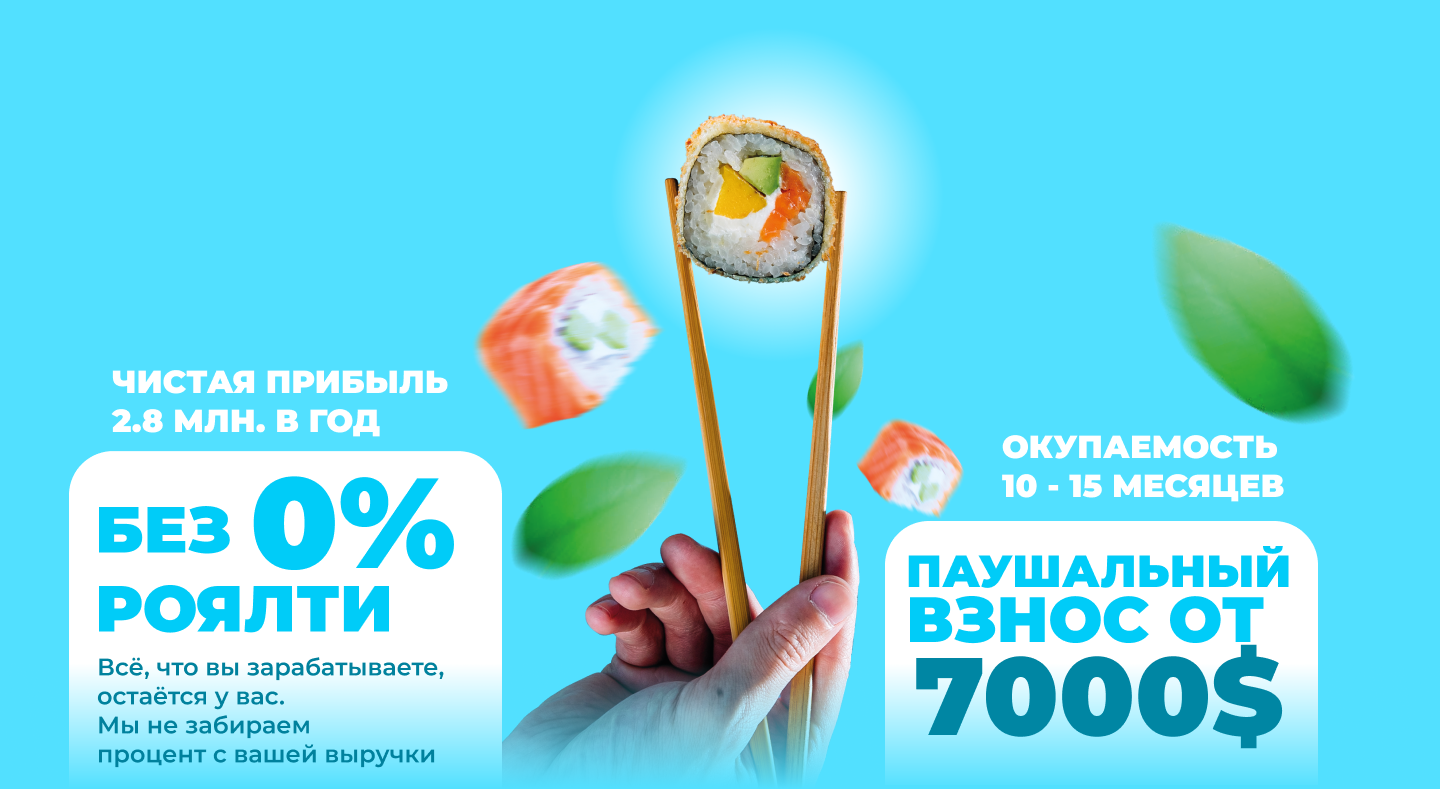 ЧИСТАЯ ПРИБЫЛЬ
2.8 МЛН. В ГОД
БЕЗ 0%
РОЯЛТИ
Всё, что вы зарабатываете,
остаётся у вас.
Мы не забираем
процент с вашей выручки
ОКУПАЕМОСТЬ
10 - 15 МЕСЯЦЕВ
ПАУШАЛЬНЫЙ
ВЗНОС ОТ
7000$